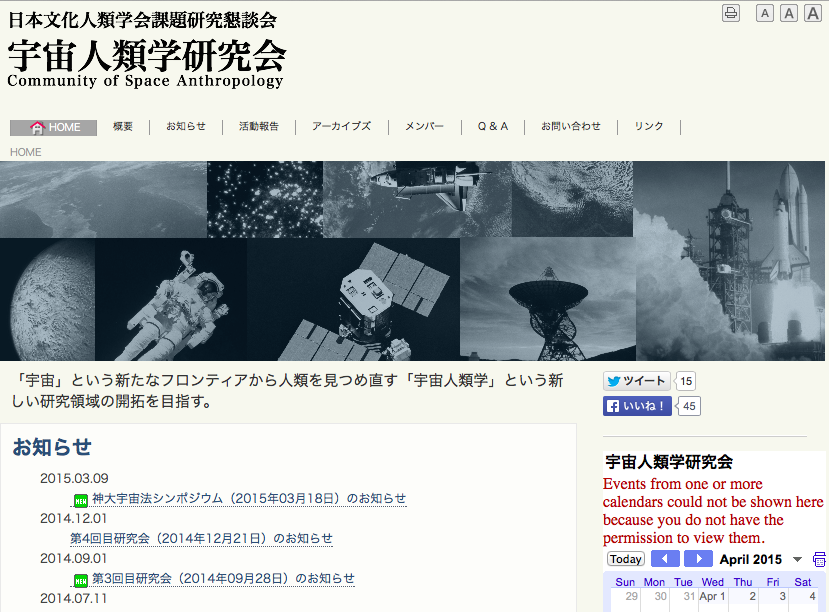 日本文化人類学会課題研究懇談会
宇宙人類学研究会
Community of Space Anthropology
A A A
HOME 概要 お知らせ 活動報告 アーカイブズ メンバー Q & A お問い合わせ リンク
HOME
「宇宙」という新たなフロンティアから人類を見つめ直す「宇宙人類学」という新
しい研究領域の開拓を目指す。
お知らせ
2015.03.09
NEW 神大宇宙法シンポジウム（2015年03月18日）のお知らせ
2014.12.01
第4回目研究会（2014年12月21日）のお知らせ
2014.09.01
NEW 第3回目研究会（2014年09月28日）のお知らせ
2014.07.11
ツイート 15
いいね！ 45
宇宙人類学研究会
Events from one or more
calendars could not be shown here
because you do not have the
permission to view them.
Today April 2015
Sun Mon Tue Wed Thu Fri Sat
29 30 31 Apr 1 2 3 4